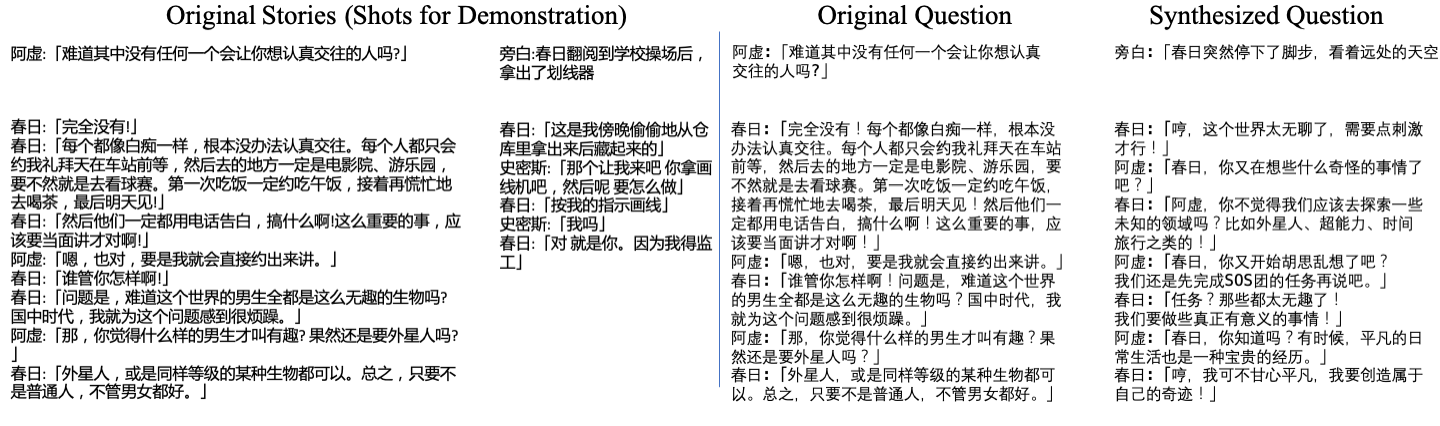 Original Stories (Shots for Demonstration)
阿虚:「难道其中没有任何一个会让你想认真交往的人吗?」
春日:「完全没有!」
春日:「每个都像白痴一样，根本没办法认真交往。每个人都只会
约我礼拜天在车站前等，然后去的地方一定是电影院、游乐园，
要不然就是去看球赛。第一次吃饭一定约吃午饭，接着再慌忙地
去喝茶，最后明天见!」
春日:「然后他们一定都用电话告白，搞什么啊!这么重要的事，应
该要当面讲才对啊!」
阿虚:「嗯，也对，要是我就会直接约出来讲。」
春日:「谁管你怎样啊!」
春日:「问题是，难道这个世界的男生全都是这么无趣的生物吗?
国中时代，我就为这个问题感到很烦躁。」
阿虚:「那，你觉得什么样的男生才叫有趣?果然还是要外星人吗?
」
春日:「外星人，或是同样等级的某种生物都可以。总之，只要不
是普通人，不管男女都好。」
旁白:春日翻阅到学校操场后，
拿出了划线器
春日:「这是我傍晚偷偷地从仓
库里拿出来后藏起来的」
史密斯:「那个让我来吧 你拿画
线机吧，然后呢 要怎么做」
春日:「按我的指示画线」
史密斯:「我吗」
春日:「对 就是你。因为我得监
工」
Original Question
阿虚:「难道其中没有任何一个会让你想认真
交往的人吗?」
春日:「完全没有！每个都像白痴一样，根本没
办法认真交往。每个人都只会约我礼拜天在车站
前等，然后去的地方一定是电影院、游乐园，要
不然就是去看球赛。第一次吃饭一定约吃午饭，
接着再慌忙地去喝茶，最后明天见！然后他们一
定都用电话告白，搞什么啊！这么重要的事，应
该要当面讲才对啊！」
阿虚:「嗯，也对，要是我就会直接约出来讲。」
春日:「谁管你怎样啊！问题是，难道这个世界
的男生全都是这么无趣的生物吗？国中时代，我
就为这个问题感到很烦躁。」
阿虚:「那，你觉得什么样的男生才叫有趣？果
然还是要外星人吗？」
春日:「外星人，或是同样等级的某种生物都可
以。总之，只要不是普通人，不管男女都好。」
Synthesized Question
旁白:「春日突然停下了脚步，看着远处的天空
春日:「哼，这个世界太无聊了，需要点刺激
才行！」
阿虚:「春日，你又在想些什么奇怪的事情了
吧？」
春日:「阿虚，你不觉得我们应该去探索一些
未知的领域吗？比如外星人、超能力、时间
旅行之类的！」
阿虚:「春日，你又开始胡思乱想了吧？
我们还是先完成SOS团的任务再说吧。」
春日:「任务？那些都太无趣了！
我们要做些真正有意义的事情！」
阿虚:「春日，你知道吗？有时候，平凡的日
常生活也是一种宝贵的经历。」
春日:「哼，我可不甘心平凡，我要创造属于
自己的奇迹！」